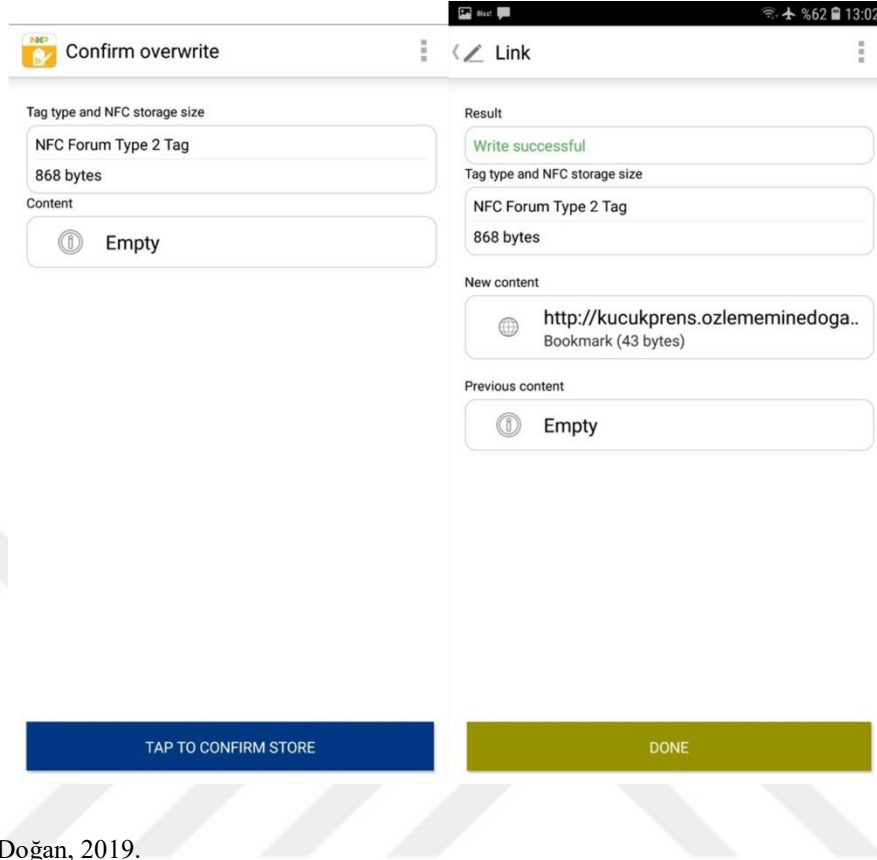 Confirm overwrite
Tag type and NFC storage size
NFC Forum Type 2 Tag
868 bytes
Content
Empty
TAP TO CONFIRM STORE
Bixel
%62 13:02
Link
Result
Write successful
Tag type and NFC storage size
NFC Forum Type 2 Tag
868 bytes
New content
http://kucukprens.ozlememinedoga..
Bookmark (43 bytes)
Previous content
Empty
DONE
Doğan, 2019.